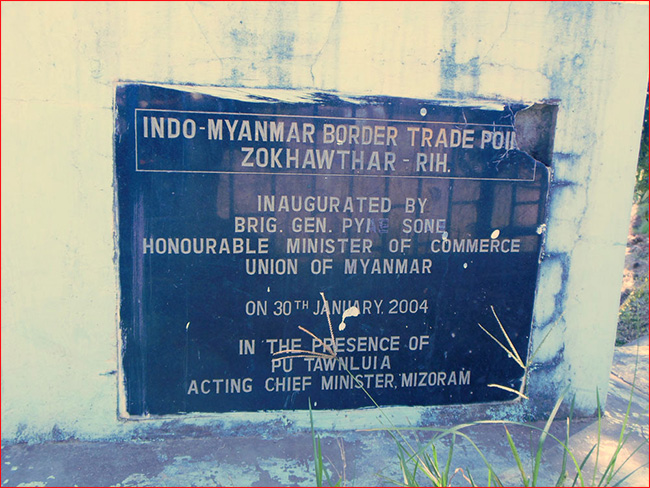 INDO-MYANMAR BORDER TRADE
ZOKHAWTHAR - RIH.
INAUGURATED BY
BRIG. GEN. SONE
HONOURABLE MINISTER OF COMMERCE
UNION OF MYANMAR
ON 30TH JANUARY, 2004
IN THE PRESENCE OF
PU TAWNLUIA
ACTING CHIEF MINISTER, MIZORAM